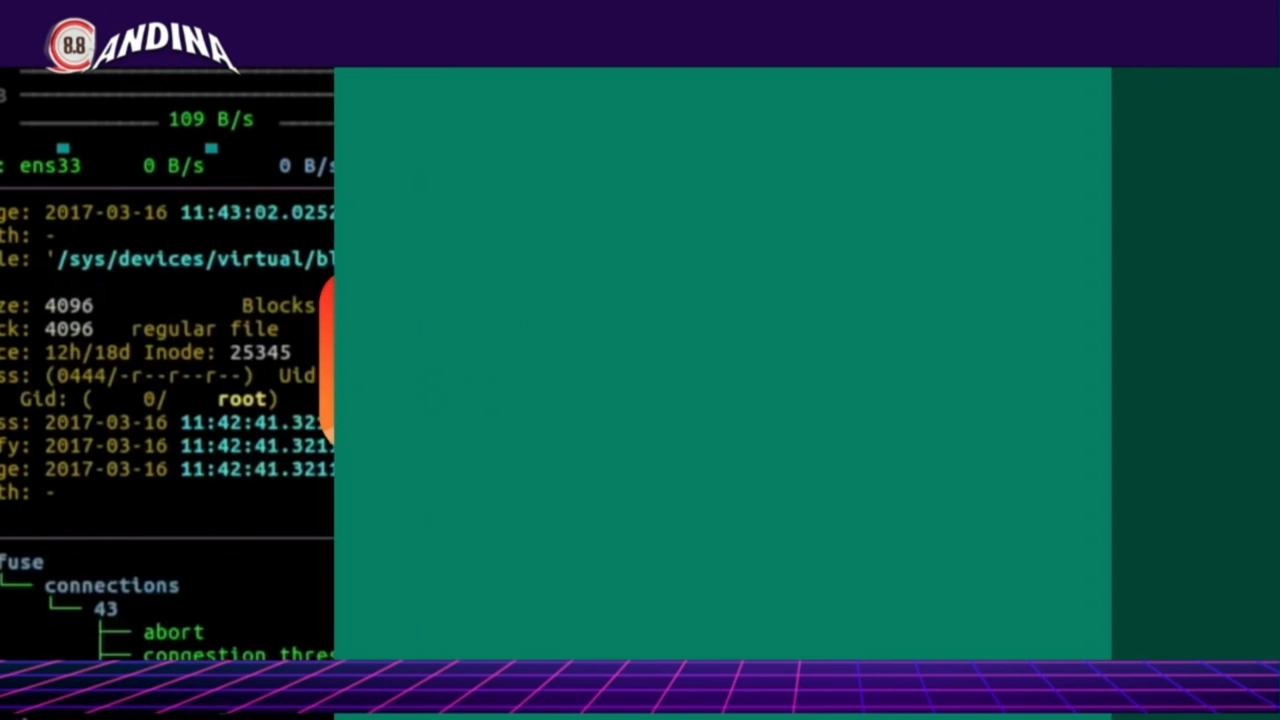 8.8 ANDINA
109 B/s
: ens33 0 B/s 0 B/s
ge: 2017-03-16 11:43:02.0252
th: -
le: '/sys/devices/virtual/bl
ze: 4096 Blocks
ck: 4096 regular file
ce: 12h/18d Inode: 25345
ss: (0444/-r--r--r--) Uid
Gid: ( 0/ root)
ss: 2017-03-16 11:42:41.321
fy: 2017-03-16 11:42:41.321
ge: 2017-03-16 11:42:41.3211
th: -
fuse
connections
43
abort
congestion thres